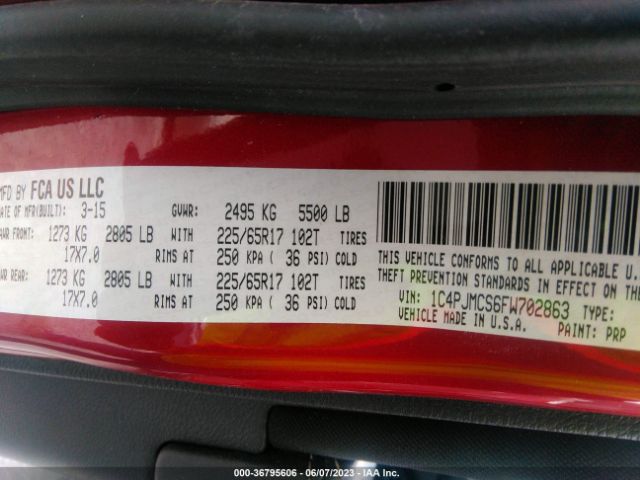 MFD BY FCA US LLC
DATE OF MFR(BUILT): 3-15 GVWR: 2495 KG 5500 LB
FRONT: 1273 KG 2805 LB WITH 225/65R17 102T TIRES
17X7.0 RIMS AT 250 KPA ( 36 PSI) COLD
REAR: 1273 KG 2805 LB WITH 225/65R17 102T TIRES
17X7.0 RIMS AT 250 KPA ( 36 PSI) COLD
THIS VEHICLE CONFORMS TO ALL APPLICABLE
THEFT PREVENTION STANDARDS IN EFFECT ON
VIN: 1C4PJMCS6FW702863 TYPE:
VEHICLE MADE IN U.S.A. PAINT: PRP
000-36795606 - 06/07/2023 - IAA Inc.